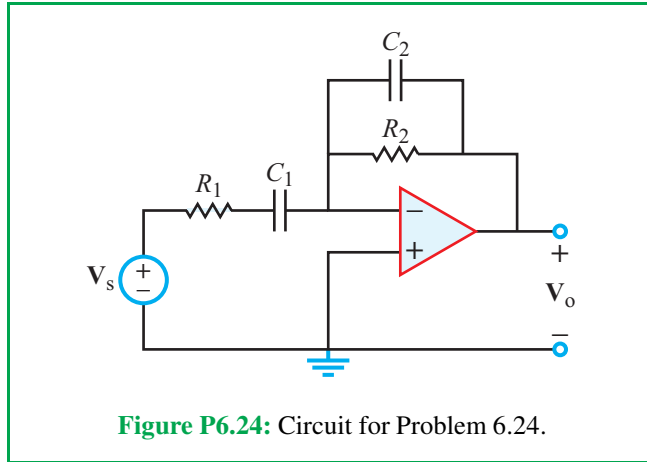 C2
R2
R1
C1
−
+
Vs
+
−
+
Vo
−
Figure P6.24: Circuit for Problem 6.24.